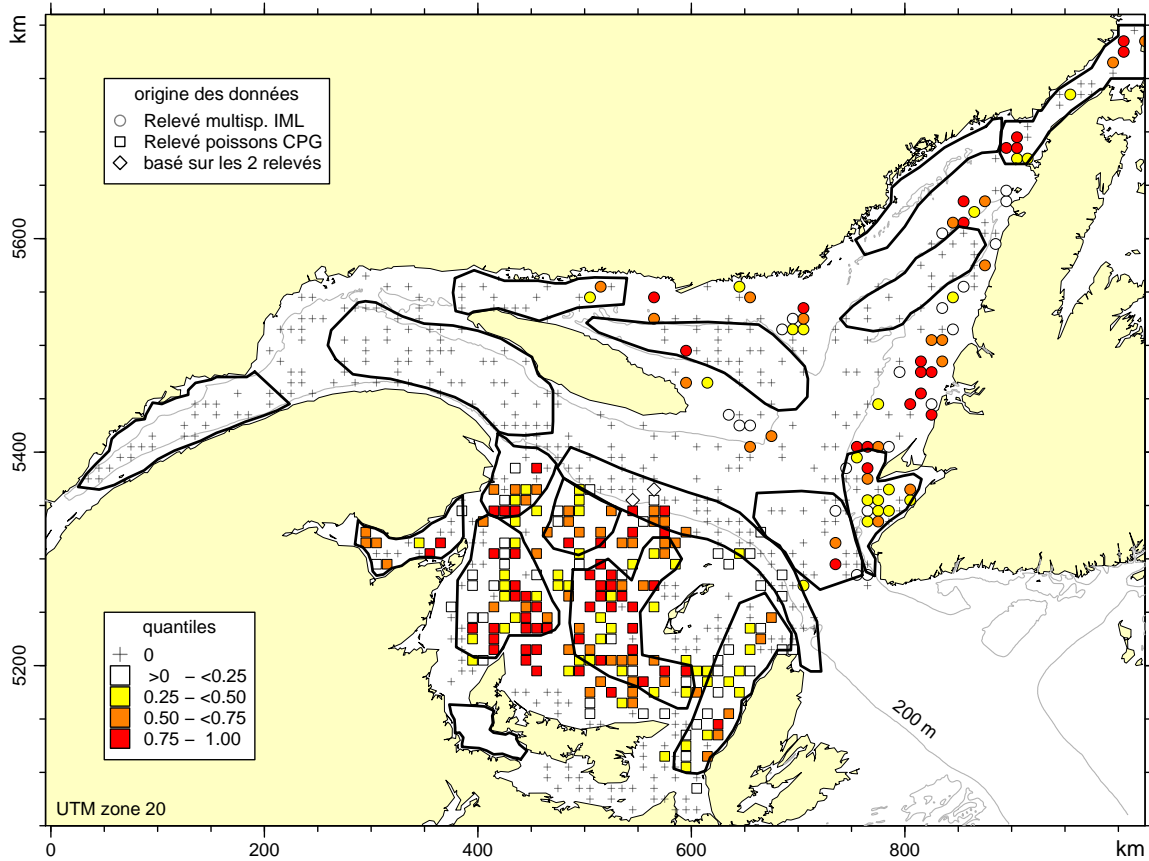 km
5600
5400
5200
origine des données
Relevé multisp. IML
Relevé poissons CPG
basé sur les 2 relevés
quantiles
0
>0 – <0.25
0.25 – <0.50
0.50 – <0.75
0.75 – 1.00
200 m
UTM zone 20
0 200 400 600 800 km